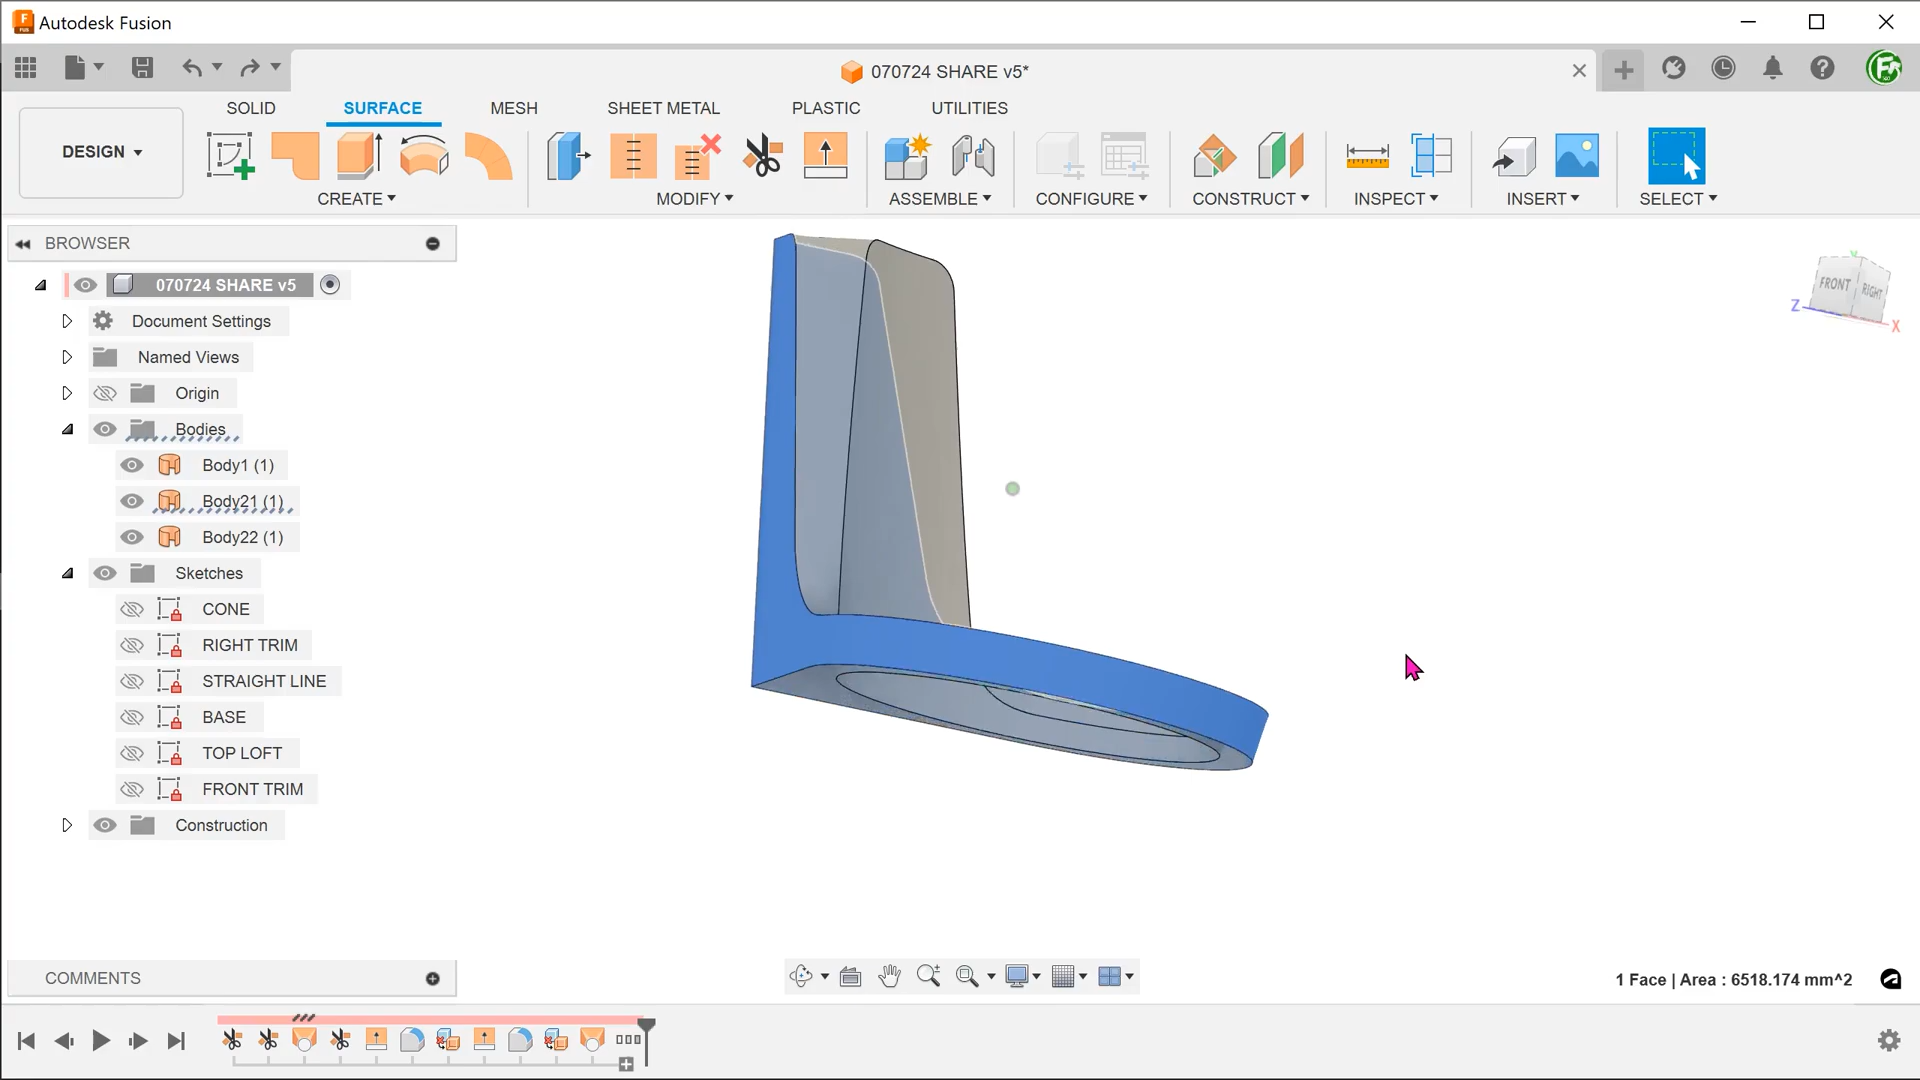 Autodesk Fusion
070724 SHARE v5*
SOLID SURFACE MESH SHEET METAL PLASTIC UTILITIES
DESIGN
CREATE MODIFY ASSEMBLE CONFIGURE CONSTRUCT INSPECT INSERT SELECT
BROWSER
070724 SHARE v5
Document Settings
Named Views
Origin
Bodies
Body1 (1)
Body21 (1)
Body22 (1)
Sketches
CONE
RIGHT TRIM
STRAIGHT LINE
BASE
TOP LOFT
FRONT TRIM
Construction
Y
FRONT RIGHT
Z
X
COMMENTS
1 Face | Area : 6518.174 mm^2